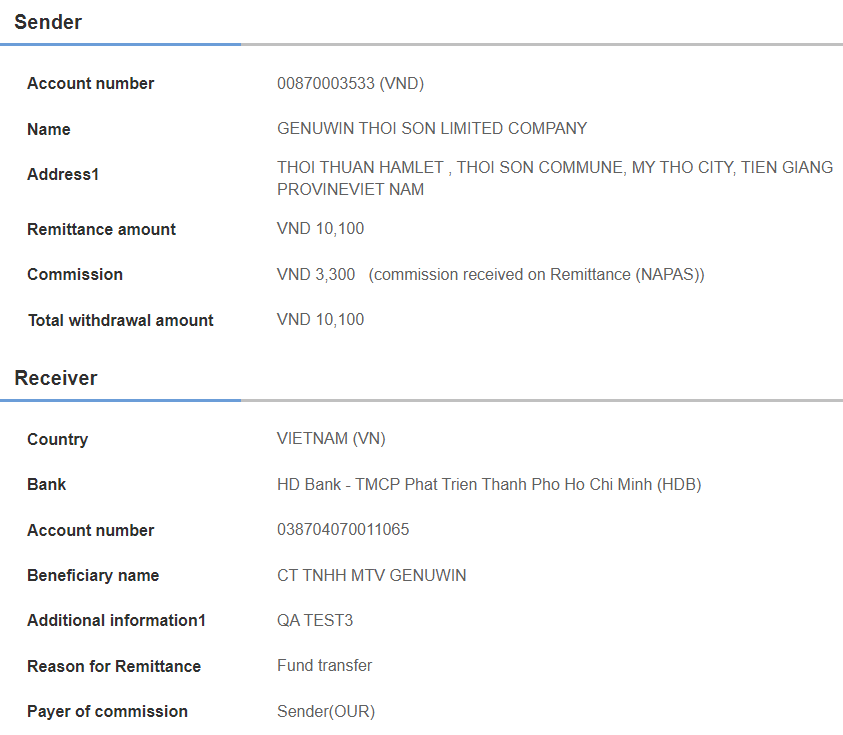 Sender
Account number 00870003533 (VND)
Name GENUWIN THOI SON LIMITED COMPANY
Address1 THOI THUAN HAMLET , THOI SON COMMUNE, MY THO CITY, TIEN GIANG
PROVINEVIET NAM
Remittance amount VND 10,100
Commission VND 3,300 (commission received on Remittance (NAPAS))
Total withdrawal amount VND 10,100
Receiver
Country VIETNAM (VN)
Bank HD Bank - TMCP Phat Trien Thanh Pho Ho Chi Minh (HDB)
Account number 038704070011065
Beneficiary name CT TNHH MTV GENUWIN
Additional information1 QA TEST3
Reason for Remittance Fund transfer
Payer of commission Sender(OUR)